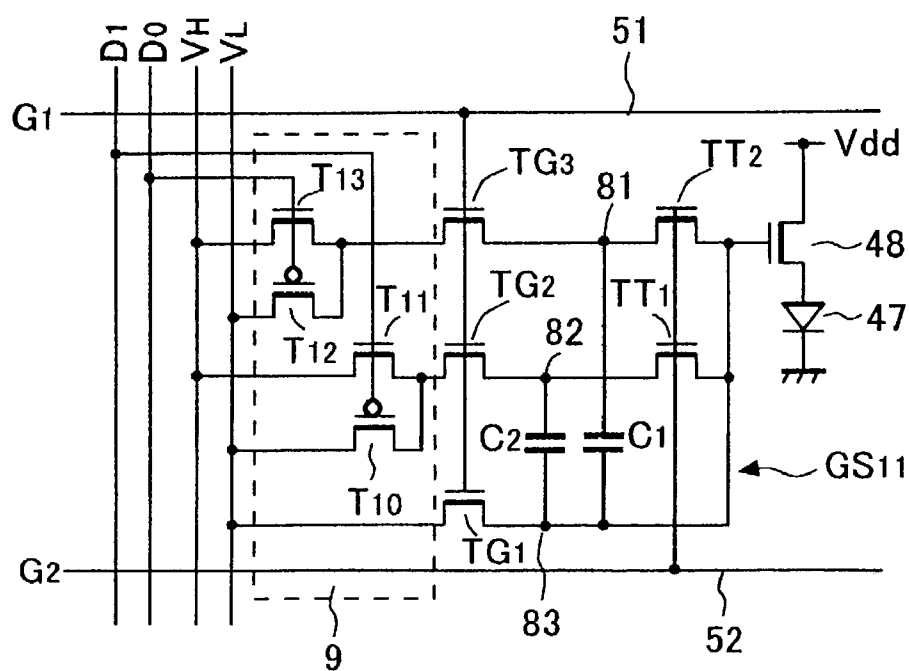 D1 D0 VH VL
51
G1
Vdd
T13 TG3 81 TT2
48
T11 TG2 TT1
T12 82 47
C2 C1
GS11
T10
TG1
G2
9 83 52